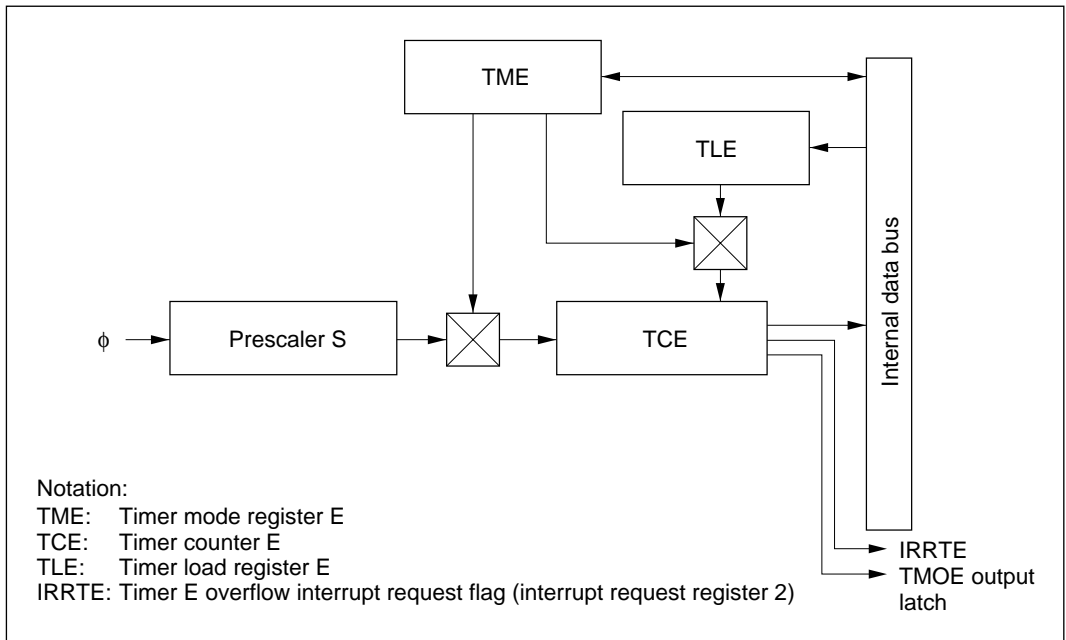 TME
TLE
Internal data bus
ϕ
Prescaler S
TCE
Notation:
TME: Timer mode register E
TCE: Timer counter E
TLE: Timer load register E
IRRTE: Timer E overflow interrupt request flag (interrupt request register 2)
IRRTE
TMOE output
latch